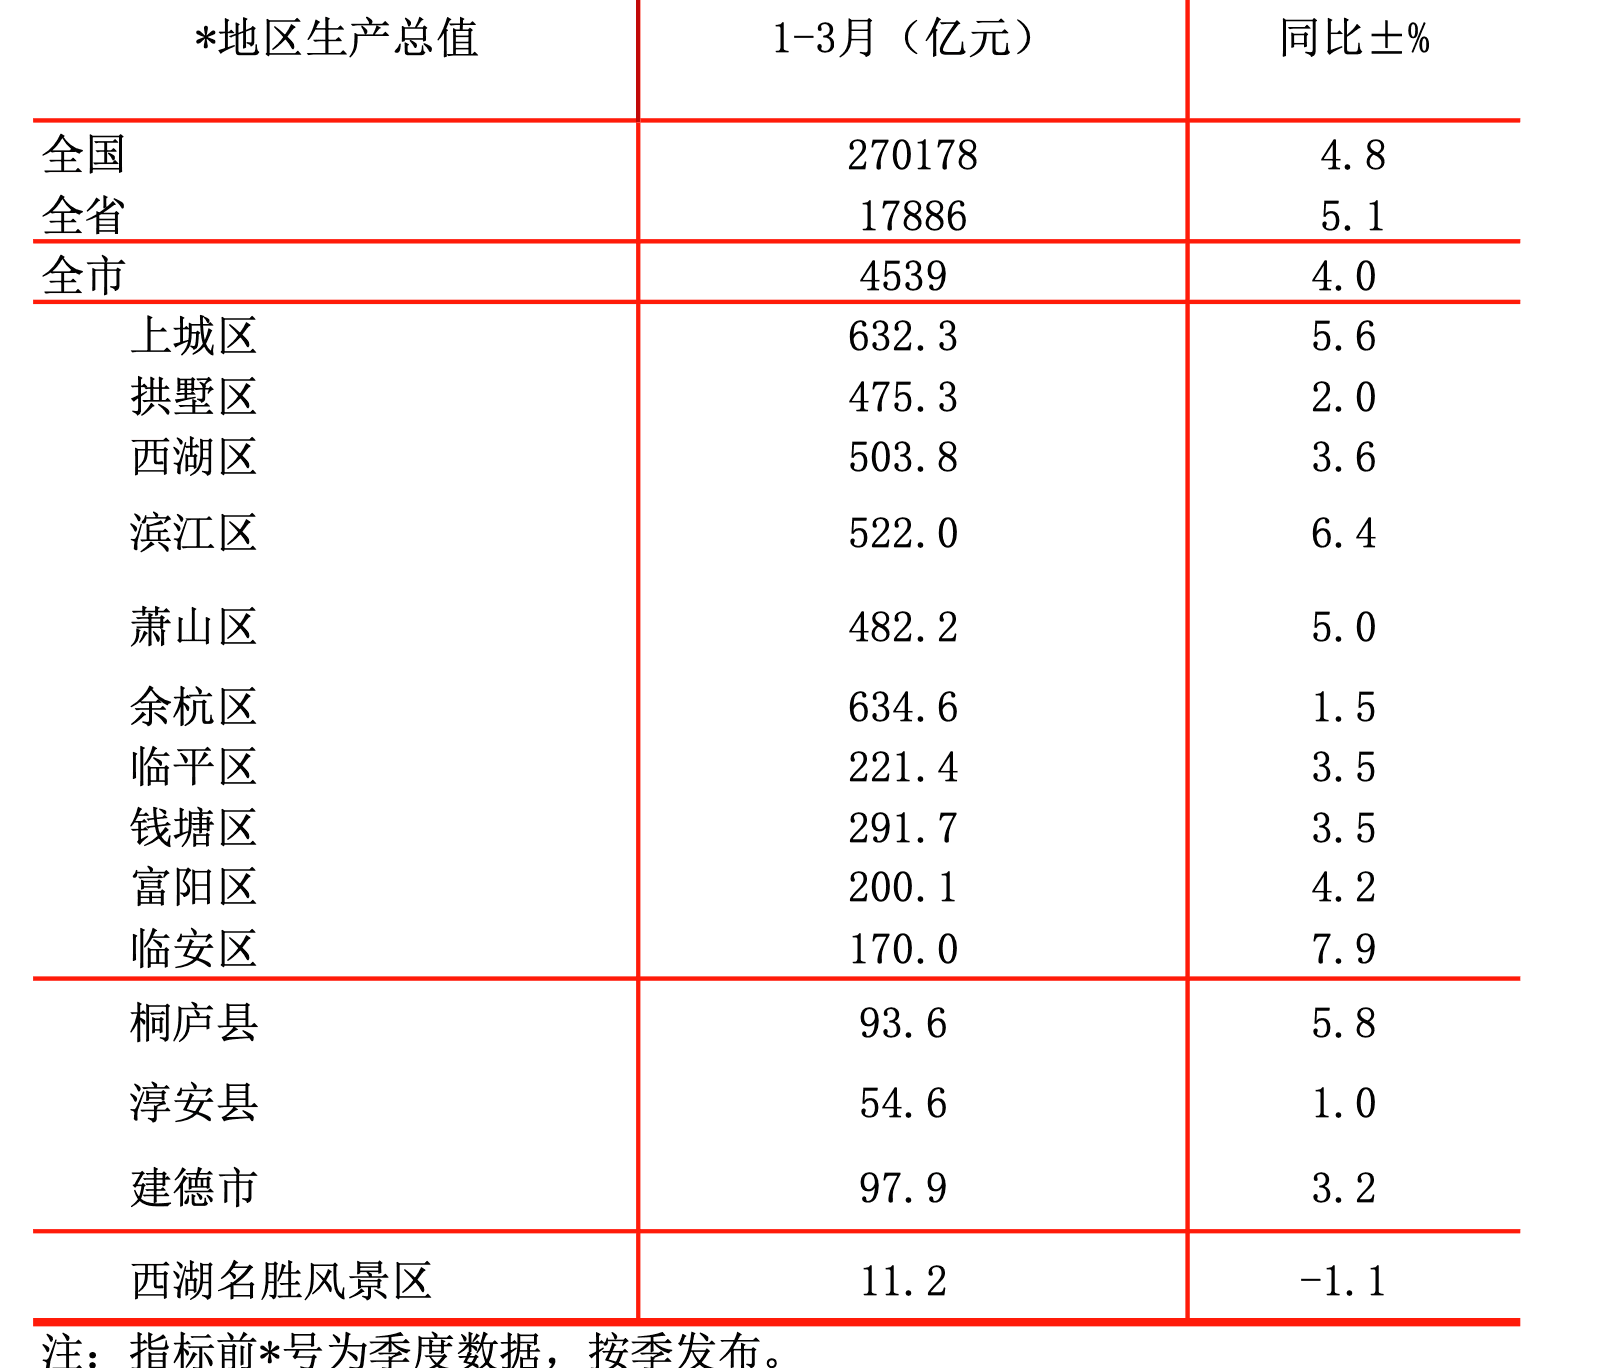 *地区生产总值 1-3月（亿元） 同比±%
全国 270178 4.8
全省 17886 5.1
全市 4539 4.0
上城区 632.3 5.6
拱墅区 475.3 2.0
西湖区 503.8 3.6
滨江区 522.0 6.4
萧山区 482.2 5.0
余杭区 634.6 1.5
临平区 221.4 3.5
钱塘区 291.7 3.5
富阳区 200.1 4.2
临安区 170.0 7.9
桐庐县 93.6 5.8
淳安县 54.6 1.0
建德市 97.9 3.2
西湖名胜风景区 11.2 -1.1
注：指标前*号为季度数据，按季发布。